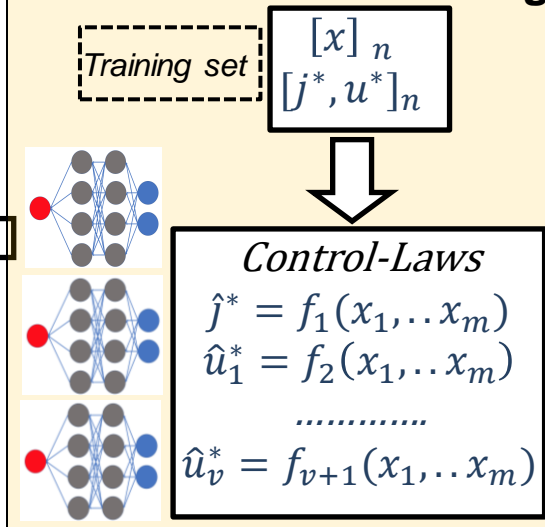 Training set
[x] n
[j*, u*]n
Control-Laws
ĵ* = f1(x1,..xm)
û1* = f2(x1,..xm)
.............
ûv* = fv+1(x1,..xm)